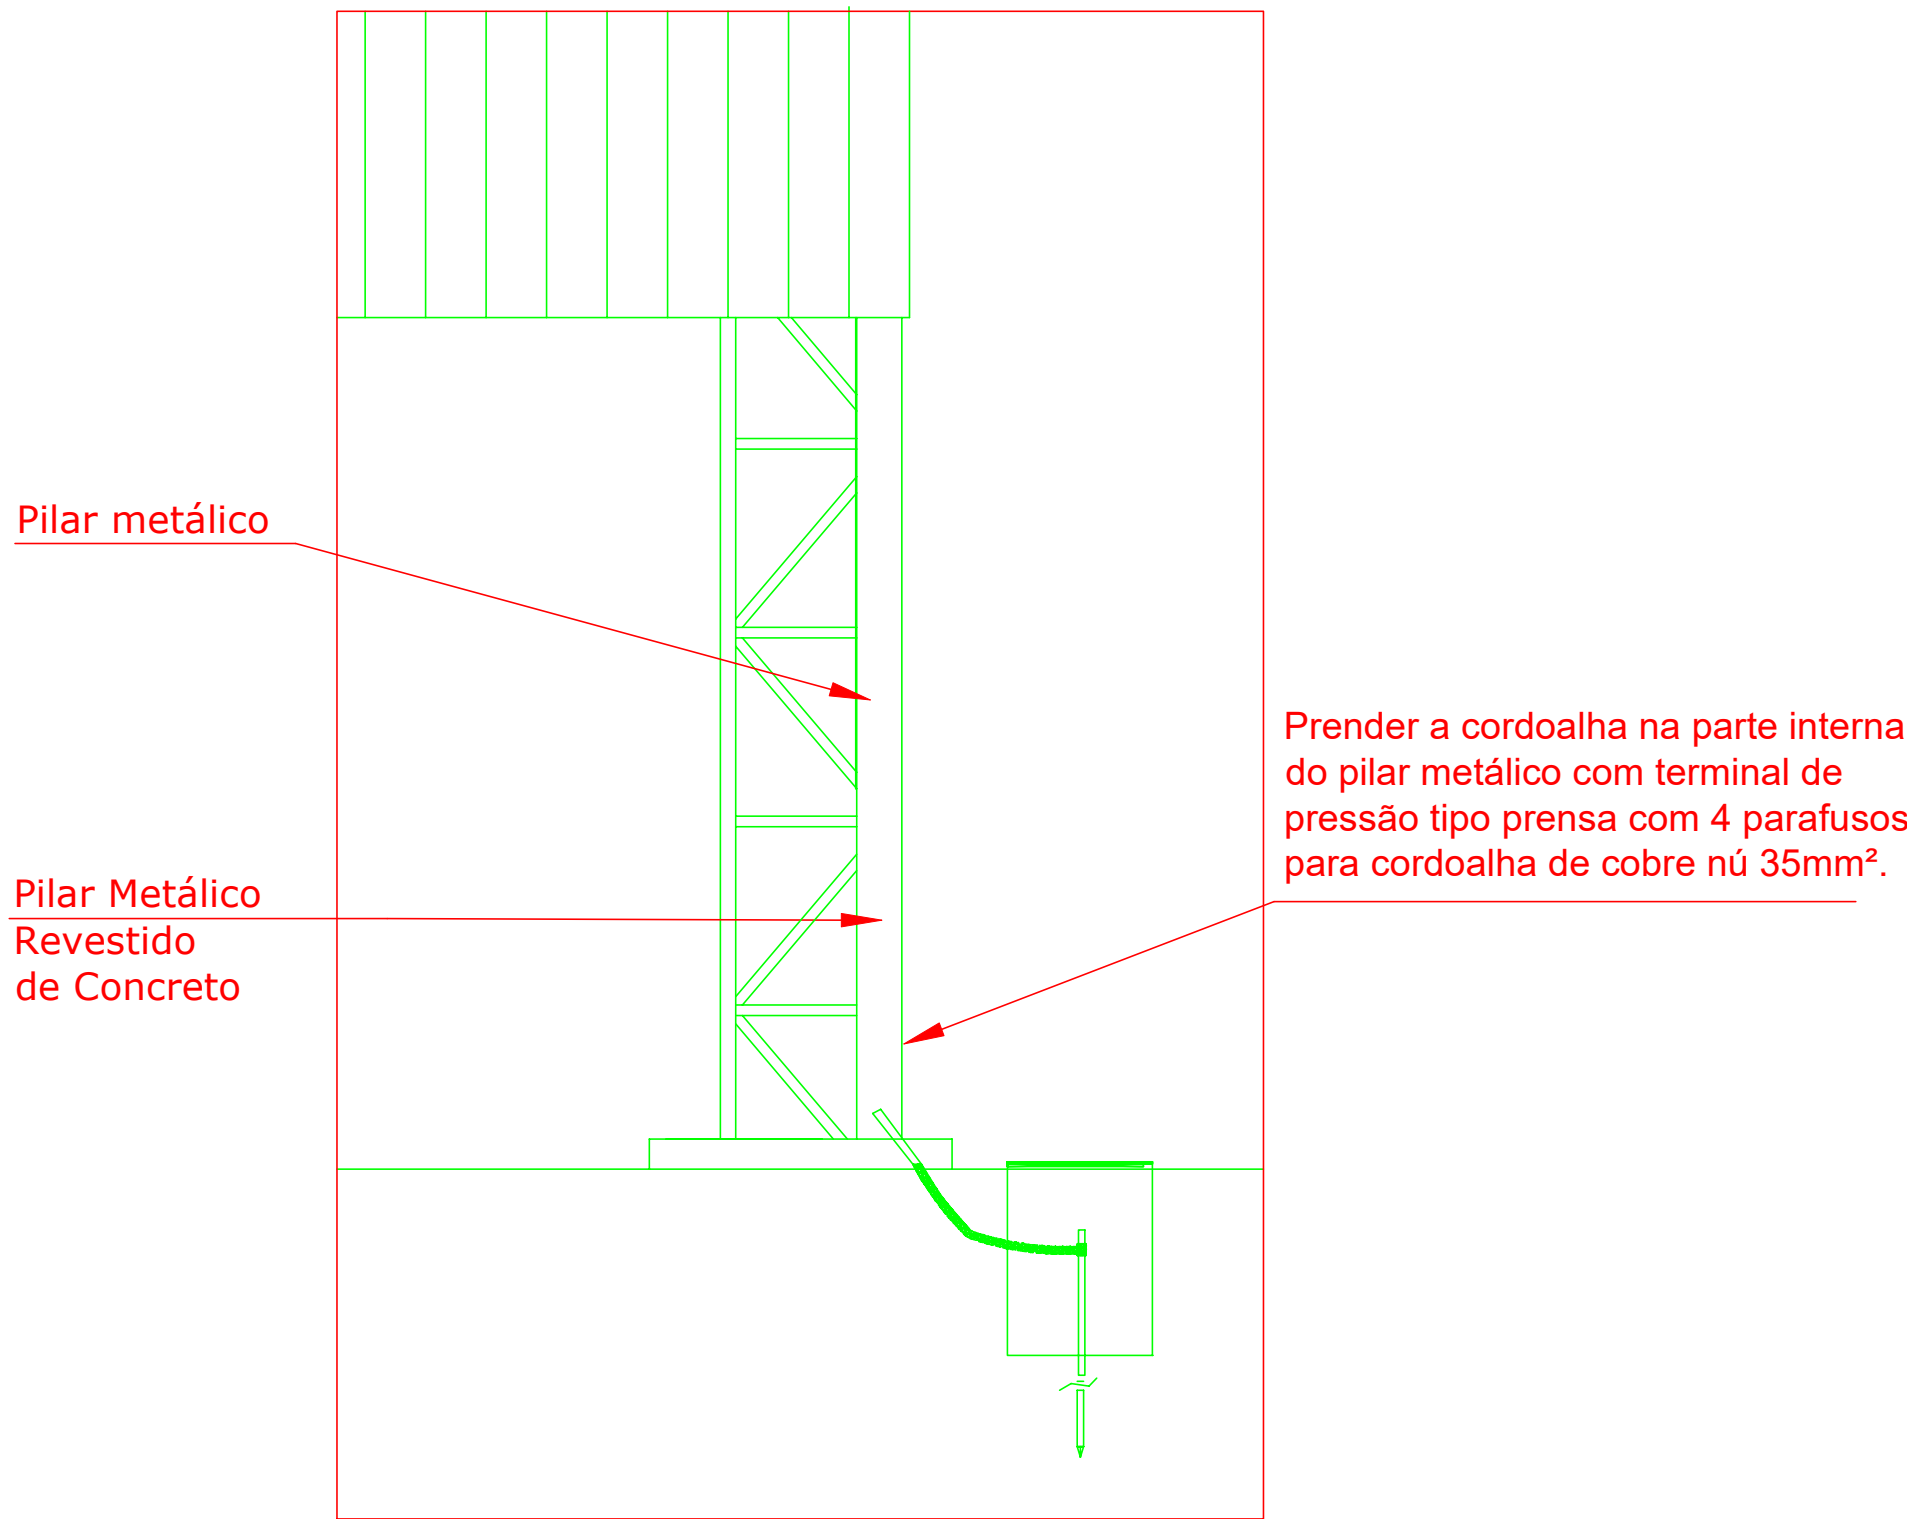 Pilar metálico
Prender a cordoalha na parte interna
do pilar metálico com terminal de
pressão tipo prensa com 4 parafusos
para cordoalha de cobre nú 35mm².
Pilar Metálico
Revestido
de Concreto